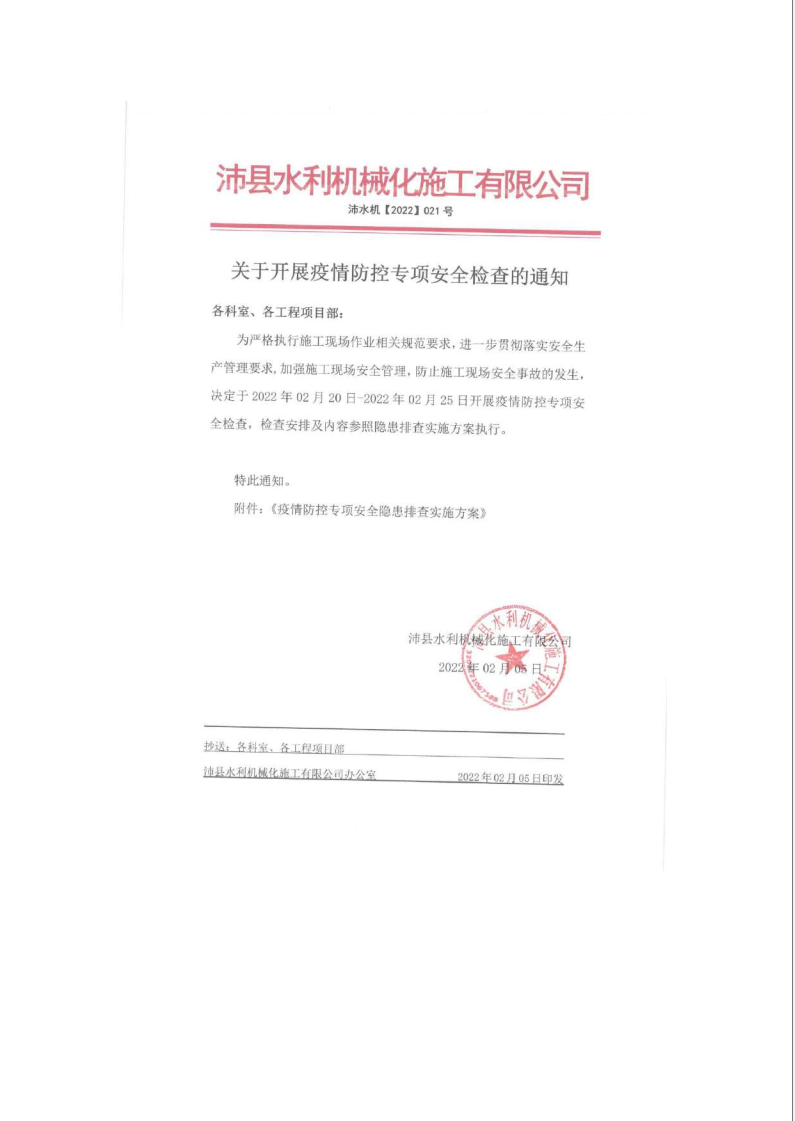 沛县水利机械化施工有限公司
沛水机【2022】021 号
关于开展疫情防控专项安全检查的通知
各科室、各工程项目部：
为严格执行施工现场作业相关规范要求，进一步贯彻落实安全生
产管理要求，加强施工现场安全管理，防止施工现场安全事故的发生，
决定于 2022 年 02 月 20 日-2022 年 02 月 25 日开展疫情防控专项安
全检查，检查安排及内容参照隐患排查实施方案执行。
特此通知。
附件：《疫情防控专项安全隐患排查实施方案》
沛县水利机械化施工有限公司
2022 年 02 月 05 日
沛县水利机械化施工有限公司
抄送：各科室、各工程项目部
沛县水利机械化施工有限公司办公室 2022 年 02 月 05 日印发